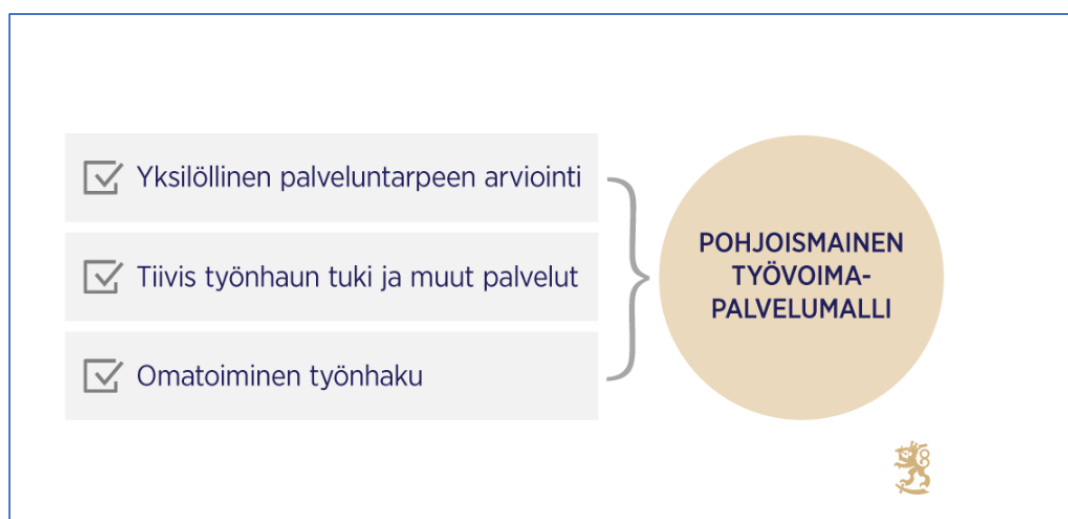 Yksilöllinen palveluntarpeen arviointi
Tiivis työnhaun tuki ja muut palvelut
Omatoiminen työnhaku
POHJOISMAINEN
TYÖVOIMA-
PALVELUMALLI